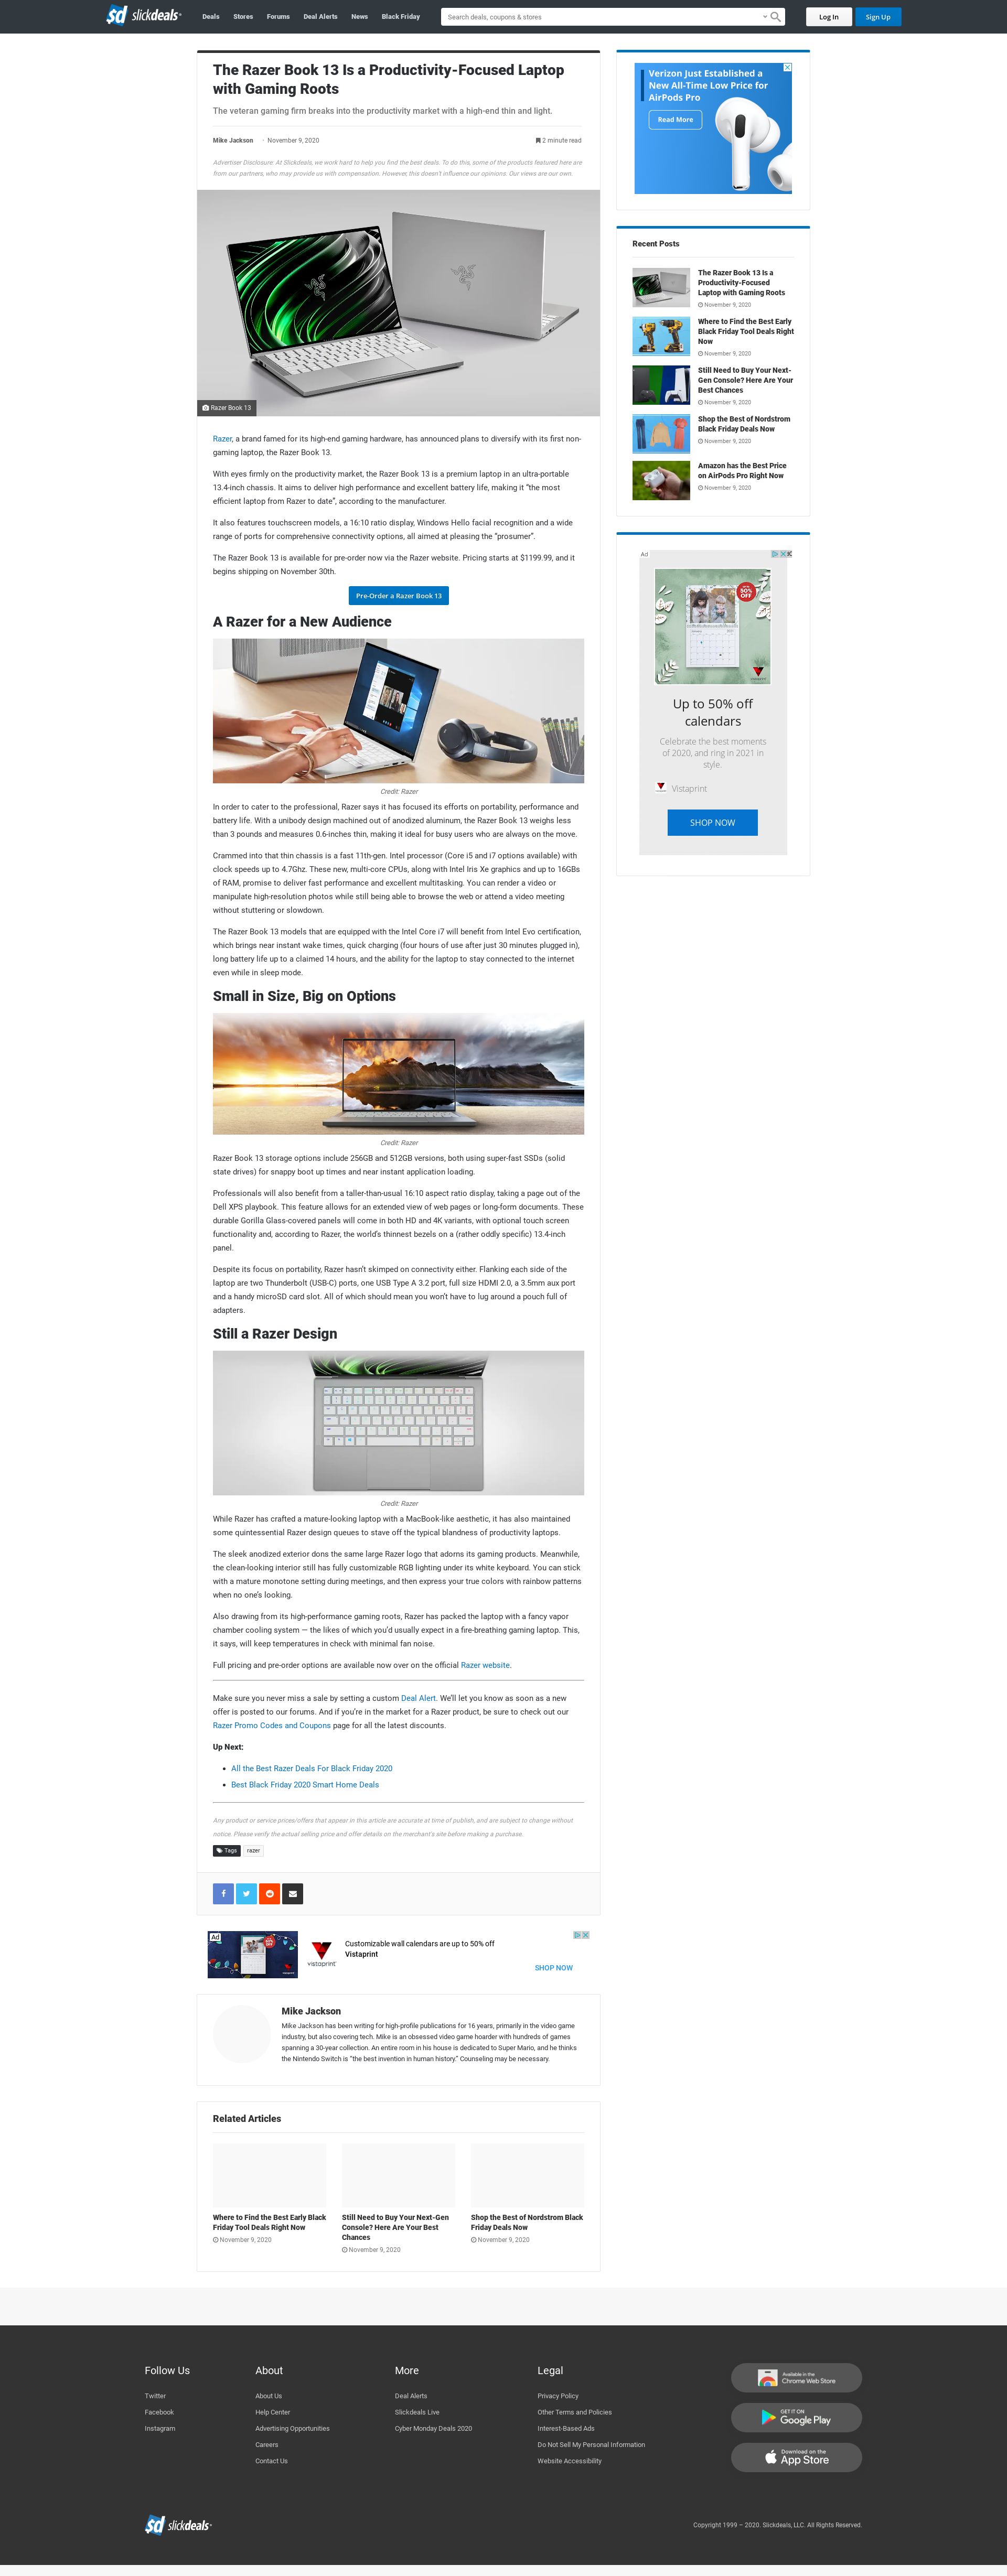 slickdeals
Deals
Stores
Forums
Deal Alerts
News
Black Friday
Search deals, coupons & stores
Log In
Sign Up
The Razer Book 13 Is a Productivity-Focused Laptop
with Gaming Roots
The veteran gaming firm breaks into the productivity market with a high-end thin and light.
Mike Jackson · November 9, 2020
2 minute read
Advertiser Disclosure: At Slickdeals, we work hard to help you find the best deals. To do this, some of the products featured here are
from our partners, who may provide us with compensation. However, this doesn't influence our opinions. Our views are our own.
Razer Book 13
Razer, a brand famed for its high-end gaming hardware, has announced plans to diversify with its first non-
gaming laptop, the Razer Book 13.
With eyes firmly on the productivity market, the Razer Book 13 is a premium laptop in an ultra-portable
13.4-inch chassis. It aims to deliver high performance and excellent battery life, making it “the most
efficient laptop from Razer to date”, according to the manufacturer.
It also features touchscreen models, a 16:10 ratio display, Windows Hello facial recognition and a wide
range of ports for comprehensive connectivity options, all aimed at pleasing the “prosumer”.
The Razer Book 13 is available for pre-order now via the Razer website. Pricing starts at $1199.99, and it
begins shipping on November 30th.
Pre-Order a Razer Book 13
A Razer for a New Audience
Credit: Razer
In order to cater to the professional, Razer says it has focused its efforts on portability, performance and
battery life. With a unibody design machined out of anodized aluminum, the Razer Book 13 weighs less
than 3 pounds and measures 0.6-inches thin, making it ideal for busy users who are always on the move.
Crammed into that thin chassis is a fast 11th-gen. Intel processor (Core i5 and i7 options available) with
clock speeds up to 4.7Ghz. These new, multi-core CPUs, along with Intel Iris Xe graphics and up to 16GBs
of RAM, promise to deliver fast performance and excellent multitasking. You can render a video or
manipulate high-resolution photos while still being able to browse the web or attend a video meeting
without stuttering or slowdown.
The Razer Book 13 models that are equipped with the Intel Core i7 will benefit from Intel Evo certification,
which brings near instant wake times, quick charging (four hours of use after just 30 minutes plugged in),
long battery life up to a claimed 14 hours, and the ability for the laptop to stay connected to the internet
even while in sleep mode.
Small in Size, Big on Options
Credit: Razer
Razer Book 13 storage options include 256GB and 512GB versions, both using super-fast SSDs (solid
state drives) for snappy boot up times and near instant application loading.
Professionals will also benefit from a taller-than-usual 16:10 aspect ratio display, taking a page out of the
Dell XPS playbook. This feature allows for an extended view of web pages or long-form documents. These
durable Gorilla Glass-covered panels will come in both HD and 4K variants, with optional touch screen
functionality and, according to Razer, the world’s thinnest bezels on a (rather oddly specific) 13.4-inch
panel.
Despite its focus on portability, Razer hasn’t skimped on connectivity either. Flanking each side of the
laptop are two Thunderbolt (USB-C) ports, one USB Type A 3.2 port, full size HDMI 2.0, a 3.5mm aux port
and a handy microSD card slot. All of which should mean you won’t have to lug around a pouch full of
adapters.
Still a Razer Design
Credit: Razer
While Razer has crafted a mature-looking laptop with a MacBook-like aesthetic, it has also maintained
some quintessential Razer design queues to stave off the typical blandness of productivity laptops.
The sleek anodized exterior dons the same large Razer logo that adorns its gaming products. Meanwhile,
the clean-looking interior still has fully customizable RGB lighting under its white keyboard. You can stick
with a mature monotone setting during meetings, and then express your true colors with rainbow patterns
when no one’s looking.
Also drawing from its high-performance gaming roots, Razer has packed the laptop with a fancy vapor
chamber cooling system — the likes of which you’d usually expect in a fire-breathing gaming laptop. This,
it says, will keep temperatures in check with minimal fan noise.
Full pricing and pre-order options are available now over on the official Razer website.
Make sure you never miss a sale by setting a custom Deal Alert. We’ll let you know as soon as a new
offer is posted to our forums. And if you’re in the market for a Razer product, be sure to check out our
Razer Promo Codes and Coupons page for all the latest discounts.
Up Next:
All the Best Razer Deals For Black Friday 2020
Best Black Friday 2020 Smart Home Deals
Any product or service prices/offers that appear in this article are accurate at time of publish, and are subject to change without
notice. Please verify the actual selling price and offer details on the merchant's site before making a purchase.
Tags
razer
Ad
vistaprint
Customizable wall calendars are up to 50% off
Vistaprint
SHOP NOW
Mike Jackson
Mike Jackson has been writing for high-profile publications for 16 years, primarily in the video game
industry, but also covering tech. Mike is an obsessed video game hoarder with hundreds of games
spanning a 30-year collection. An entire room in his house is dedicated to Super Mario, and he thinks
the Nintendo Switch is “the best invention in human history.” Counseling may be necessary.
Related Articles
Where to Find the Best Early Black
Friday Tool Deals Right Now
November 9, 2020
Still Need to Buy Your Next-Gen
Console? Here Are Your Best
Chances
November 9, 2020
Shop the Best of Nordstrom Black
Friday Deals Now
November 9, 2020
Verizon Just Established a
New All-Time Low Price for
AirPods Pro
Read More
Recent Posts
The Razer Book 13 Is a
Productivity-Focused
Laptop with Gaming Roots
November 9, 2020
Where to Find the Best Early
Black Friday Tool Deals Right
Now
November 9, 2020
Still Need to Buy Your Next-
Gen Console? Here Are Your
Best Chances
November 9, 2020
Shop the Best of Nordstrom
Black Friday Deals Now
November 9, 2020
Amazon has the Best Price
on AirPods Pro Right Now
November 9, 2020
Ad
50%
OFF
Up to 50% off
calendars
Celebrate the best moments
of 2020, and ring in 2021 in
style.
Vistaprint
SHOP NOW
Follow Us
Twitter
Facebook
Instagram
About
About Us
Help Center
Advertising Opportunities
Careers
Contact Us
More
Deal Alerts
Slickdeals Live
Cyber Monday Deals 2020
Legal
Privacy Policy
Other Terms and Policies
Interest-Based Ads
Do Not Sell My Personal Information
Website Accessibility
Available in the
Chrome Web Store
GET IT ON
Google Play
Download on the
App Store
slickdeals
Copyright 1999 – 2020. Slickdeals, LLC. All Rights Reserved.